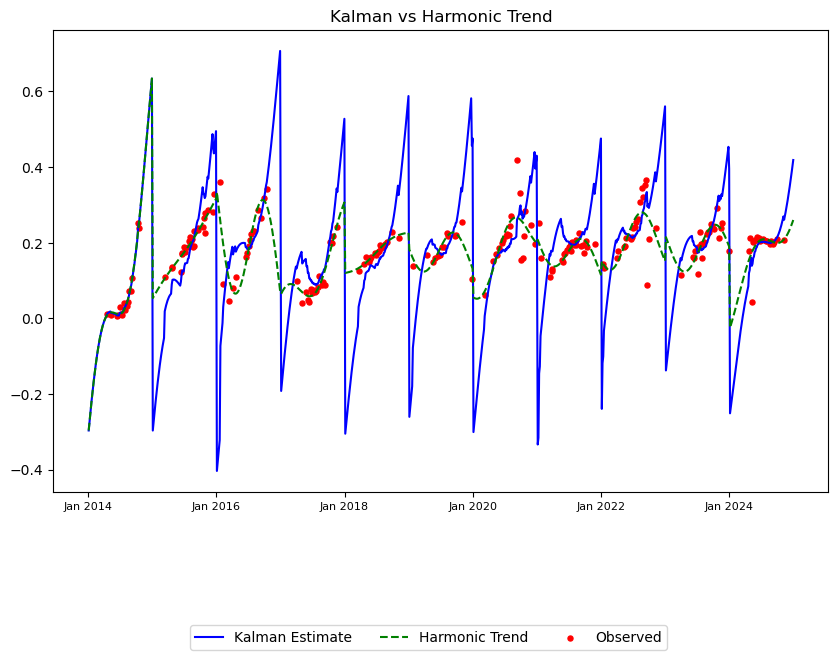 Kalman vs Harmonic Trend
0.6
0.4
0.2
0.0
−0.2
−0.4
Jan 2014 Jan 2016 Jan 2018 Jan 2020 Jan 2022 Jan 2024
Kalman Estimate Harmonic Trend Observed